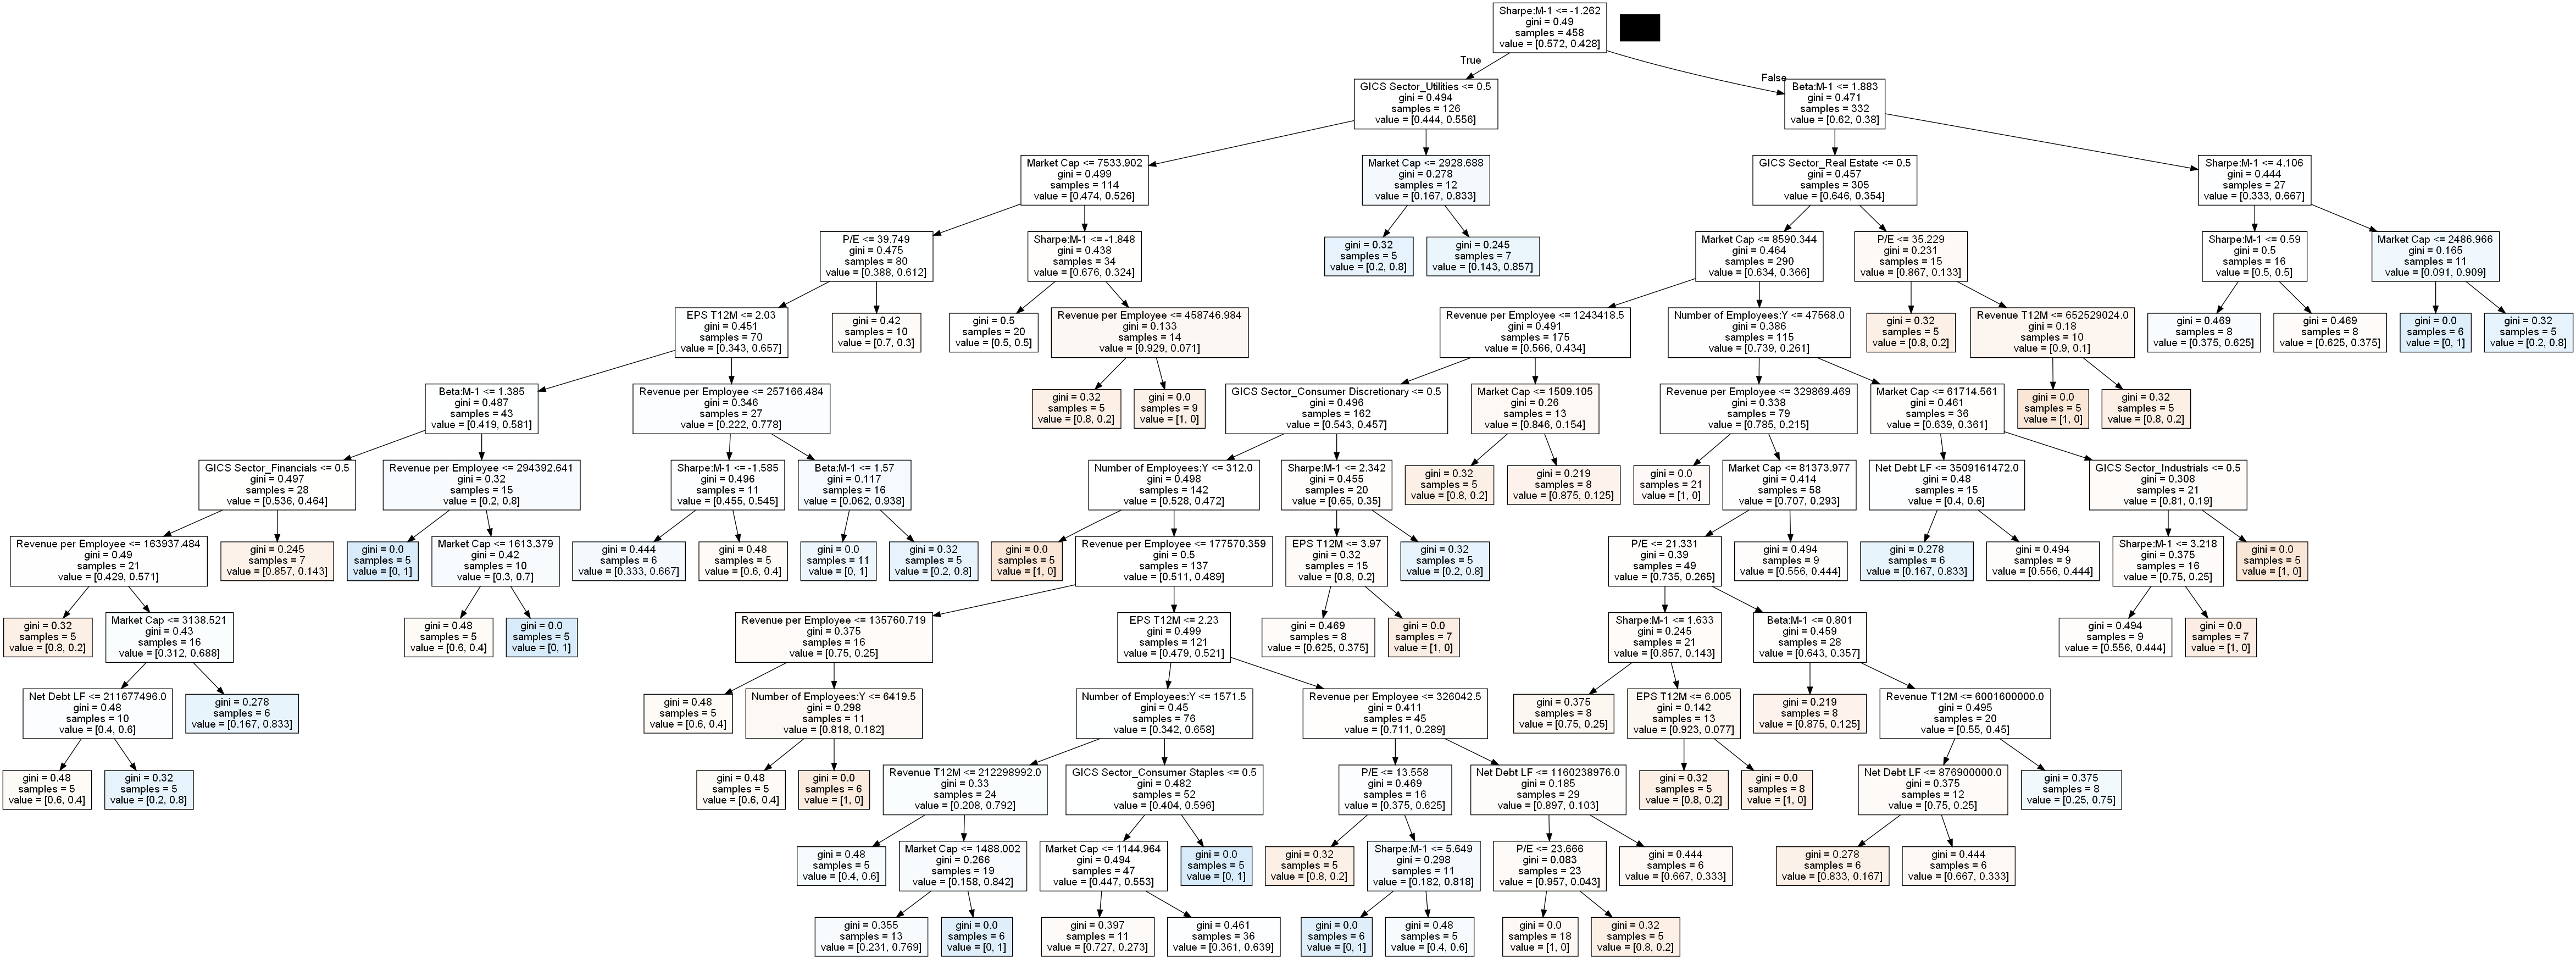 Sharpe:M-1 <= -1.262
gini = 0.49
samples = 458
value = [0.572, 0.428]
True
False
GICS Sector_Utilities <= 0.5
gini = 0.494
samples = 126
value = [0.444, 0.556]
Beta:M-1 <= 1.883
gini = 0.471
samples = 332
value = [0.62, 0.38]
Market Cap <= 7533.902
gini = 0.499
samples = 114
value = [0.474, 0.526]
Market Cap <= 2928.688
gini = 0.278
samples = 12
value = [0.167, 0.833]
GICS Sector_Real Estate <= 0.5
gini = 0.457
samples = 305
value = [0.646, 0.354]
Sharpe:M-1 <= 4.106
gini = 0.444
samples = 27
value = [0.333, 0.667]
P/E <= 39.749
gini = 0.475
samples = 80
value = [0.388, 0.612]
Sharpe:M-1 <= -1.848
gini = 0.438
samples = 34
value = [0.676, 0.324]
gini = 0.32
samples = 5
value = [0.2, 0.8]
gini = 0.245
samples = 7
value = [0.143, 0.857]
Market Cap <= 8590.344
gini = 0.464
samples = 290
value = [0.634, 0.366]
P/E <= 35.229
gini = 0.231
samples = 15
value = [0.867, 0.133]
Sharpe:M-1 <= 0.59
gini = 0.5
samples = 16
value = [0.5, 0.5]
Market Cap <= 2486.966
gini = 0.165
samples = 11
value = [0.091, 0.909]
EPS T12M <= 2.03
gini = 0.451
samples = 70
value = [0.343, 0.657]
gini = 0.42
samples = 10
value = [0.7, 0.3]
gini = 0.5
samples = 20
value = [0.5, 0.5]
Revenue per Employee <= 458746.984
gini = 0.133
samples = 14
value = [0.929, 0.071]
Revenue per Employee <= 1243418.5
gini = 0.491
samples = 175
value = [0.566, 0.434]
Number of Employees:Y <= 47568.0
gini = 0.386
samples = 115
value = [0.739, 0.261]
gini = 0.32
samples = 5
value = [0.8, 0.2]
Revenue T12M <= 652529024.0
gini = 0.18
samples = 10
value = [0.9, 0.1]
gini = 0.469
samples = 8
value = [0.375, 0.625]
gini = 0.469
samples = 8
value = [0.625, 0.375]
gini = 0.0
samples = 6
value = [0, 1]
gini = 0.32
samples = 5
value = [0.2, 0.8]
Beta:M-1 <= 1.385
gini = 0.487
samples = 43
value = [0.419, 0.581]
Revenue per Employee <= 257166.484
gini = 0.346
samples = 27
value = [0.222, 0.778]
gini = 0.32
samples = 5
value = [0.8, 0.2]
gini = 0.0
samples = 9
value = [1, 0]
GICS Sector_Consumer Discretionary <= 0.5
gini = 0.496
samples = 162
value = [0.543, 0.457]
Market Cap <= 1509.105
gini = 0.26
samples = 13
value = [0.846, 0.154]
Revenue per Employee <= 329869.469
gini = 0.338
samples = 79
value = [0.785, 0.215]
Market Cap <= 61714.561
gini = 0.461
samples = 36
value = [0.639, 0.361]
gini = 0.0
samples = 5
value = [1, 0]
gini = 0.32
samples = 5
value = [0.8, 0.2]
GICS Sector_Financials <= 0.5
gini = 0.497
samples = 28
value = [0.536, 0.464]
Revenue per Employee <= 294392.641
gini = 0.32
samples = 15
value = [0.2, 0.8]
Sharpe:M-1 <= -1.585
gini = 0.496
samples = 11
value = [0.455, 0.545]
Beta:M-1 <= 1.57
gini = 0.117
samples = 16
value = [0.062, 0.938]
Number of Employees:Y <= 312.0
gini = 0.498
samples = 142
value = [0.528, 0.472]
Sharpe:M-1 <= 2.342
gini = 0.455
samples = 20
value = [0.65, 0.35]
gini = 0.32
samples = 5
value = [0.8, 0.2]
gini = 0.219
samples = 8
value = [0.875, 0.125]
gini = 0.0
samples = 21
value = [1, 0]
Market Cap <= 81373.977
gini = 0.414
samples = 58
value = [0.707, 0.293]
Net Debt LF <= 3509161472.0
gini = 0.48
samples = 15
value = [0.4, 0.6]
GICS Sector_Industrials <= 0.5
gini = 0.308
samples = 21
value = [0.81, 0.19]
Revenue per Employee <= 163937.484
gini = 0.49
samples = 21
value = [0.429, 0.571]
gini = 0.245
samples = 7
value = [0.857, 0.143]
gini = 0.0
samples = 5
value = [0, 1]
Market Cap <= 1613.379
gini = 0.42
samples = 10
value = [0.3, 0.7]
gini = 0.444
samples = 6
value = [0.333, 0.667]
gini = 0.48
samples = 5
value = [0.6, 0.4]
gini = 0.0
samples = 11
value = [0, 1]
gini = 0.32
samples = 5
value = [0.2, 0.8]
gini = 0.0
samples = 5
value = [1, 0]
Revenue per Employee <= 177570.359
gini = 0.5
samples = 137
value = [0.511, 0.489]
EPS T12M <= 3.97
gini = 0.32
samples = 15
value = [0.8, 0.2]
gini = 0.32
samples = 5
value = [0.2, 0.8]
P/E <= 21.331
gini = 0.39
samples = 49
value = [0.735, 0.265]
gini = 0.494
samples = 9
value = [0.556, 0.444]
gini = 0.278
samples = 6
value = [0.167, 0.833]
gini = 0.494
samples = 9
value = [0.556, 0.444]
Sharpe:M-1 <= 3.218
gini = 0.375
samples = 16
value = [0.75, 0.25]
gini = 0.0
samples = 5
value = [1, 0]
gini = 0.32
samples = 5
value = [0.8, 0.2]
Market Cap <= 3138.521
gini = 0.43
samples = 16
value = [0.312, 0.688]
gini = 0.48
samples = 5
value = [0.6, 0.4]
gini = 0.0
samples = 5
value = [0, 1]
Revenue per Employee <= 135760.719
gini = 0.375
samples = 16
value = [0.75, 0.25]
EPS T12M <= 2.23
gini = 0.499
samples = 121
value = [0.479, 0.521]
gini = 0.469
samples = 8
value = [0.625, 0.375]
gini = 0.0
samples = 7
value = [1, 0]
Sharpe:M-1 <= 1.633
gini = 0.245
samples = 21
value = [0.857, 0.143]
Beta:M-1 <= 0.801
gini = 0.459
samples = 28
value = [0.643, 0.357]
gini = 0.494
samples = 9
value = [0.556, 0.444]
gini = 0.0
samples = 7
value = [1, 0]
Net Debt LF <= 211677496.0
gini = 0.48
samples = 10
value = [0.4, 0.6]
gini = 0.278
samples = 6
value = [0.167, 0.833]
gini = 0.48
samples = 5
value = [0.6, 0.4]
Number of Employees:Y <= 6419.5
gini = 0.298
samples = 11
value = [0.818, 0.182]
Number of Employees:Y <= 1571.5
gini = 0.45
samples = 76
value = [0.342, 0.658]
Revenue per Employee <= 326042.5
gini = 0.411
samples = 45
value = [0.711, 0.289]
gini = 0.375
samples = 8
value = [0.75, 0.25]
EPS T12M <= 6.005
gini = 0.142
samples = 13
value = [0.923, 0.077]
gini = 0.219
samples = 8
value = [0.875, 0.125]
Revenue T12M <= 6001600000.0
gini = 0.495
samples = 20
value = [0.55, 0.45]
gini = 0.48
samples = 5
value = [0.6, 0.4]
gini = 0.32
samples = 5
value = [0.2, 0.8]
gini = 0.48
samples = 5
value = [0.6, 0.4]
gini = 0.0
samples = 6
value = [1, 0]
Revenue T12M <= 212298992.0
gini = 0.33
samples = 24
value = [0.208, 0.792]
GICS Sector_Consumer Staples <= 0.5
gini = 0.482
samples = 52
value = [0.404, 0.596]
P/E <= 13.558
gini = 0.469
samples = 16
value = [0.375, 0.625]
Net Debt LF <= 1160238976.0
gini = 0.185
samples = 29
value = [0.897, 0.103]
gini = 0.32
samples = 5
value = [0.8, 0.2]
gini = 0.0
samples = 8
value = [1, 0]
Net Debt LF <= 876900000.0
gini = 0.375
samples = 12
value = [0.75, 0.25]
gini = 0.375
samples = 8
value = [0.25, 0.75]
gini = 0.48
samples = 5
value = [0.4, 0.6]
Market Cap <= 1488.002
gini = 0.266
samples = 19
value = [0.158, 0.842]
Market Cap <= 1144.964
gini = 0.494
samples = 47
value = [0.447, 0.553]
gini = 0.0
samples = 5
value = [0, 1]
gini = 0.32
samples = 5
value = [0.8, 0.2]
Sharpe:M-1 <= 5.649
gini = 0.298
samples = 11
value = [0.182, 0.818]
P/E <= 23.666
gini = 0.083
samples = 23
value = [0.957, 0.043]
gini = 0.444
samples = 6
value = [0.667, 0.333]
gini = 0.278
samples = 6
value = [0.833, 0.167]
gini = 0.444
samples = 6
value = [0.667, 0.333]
gini = 0.355
samples = 13
value = [0.231, 0.769]
gini = 0.0
samples = 6
value = [0, 1]
gini = 0.397
samples = 11
value = [0.727, 0.273]
gini = 0.461
samples = 36
value = [0.361, 0.639]
gini = 0.0
samples = 6
value = [0, 1]
gini = 0.48
samples = 5
value = [0.4, 0.6]
gini = 0.0
samples = 18
value = [1, 0]
gini = 0.32
samples = 5
value = [0.8, 0.2]